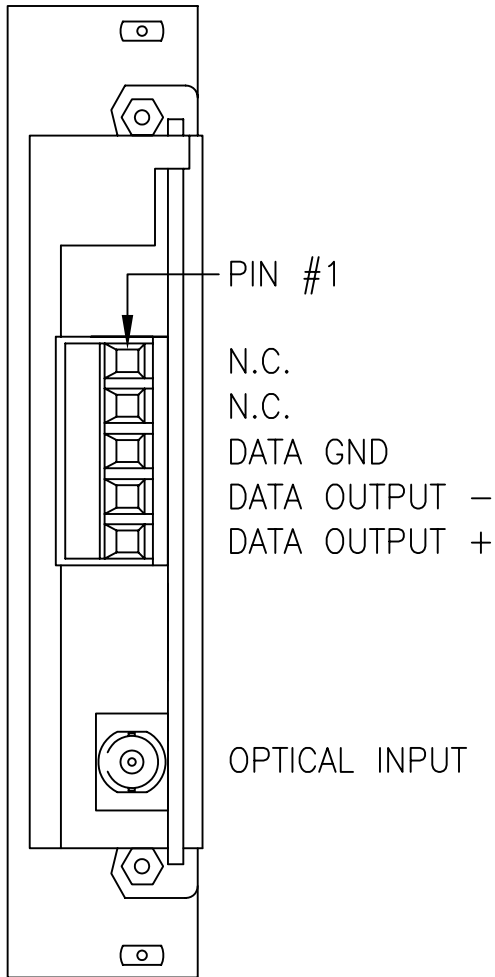 PIN #1
N.C.
N.C.
DATA GND
DATA OUTPUT –
DATA OUTPUT +
OPTICAL INPUT